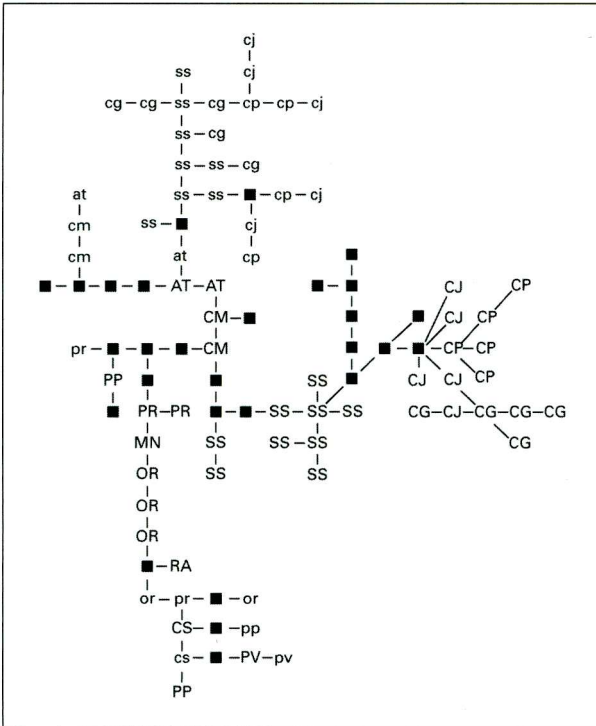 cj
ss cj
cg cg ss cg cp cp cj
ss cg
ss ss cg
at ss ss cp cj
cm ss cj
cm at cp
AT AT CJ CP
CM CJ CP
pr CM CP CP
PP SS CJ CJ CP
PR PR SS SS SS CG CJ CG CG CG
MN SS SS SS CG
OR SS SS
OR
OR
RA
or pr or
CS pp
cs PV pv
PP